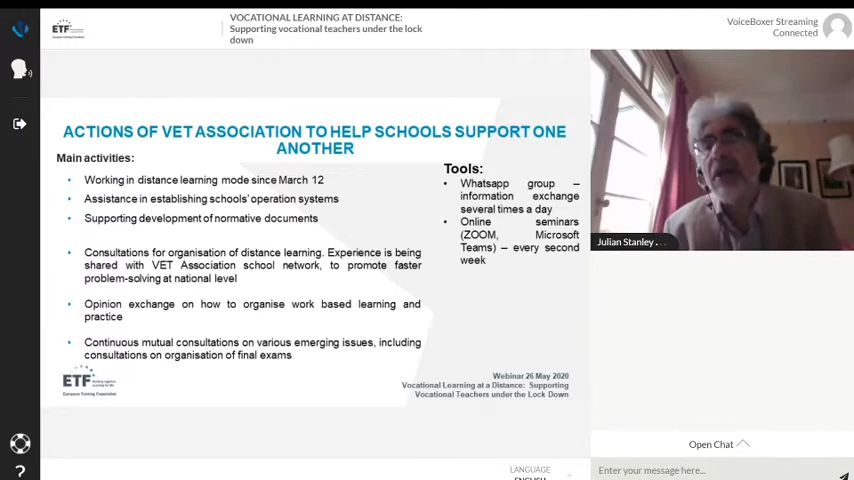 ETF
VOCATIONAL LEARNING AT DISTANCE:
Supporting vocational teachers under the lock
down
VoiceBoxer Streaming
Connected
ACTIONS OF VET ASSOCIATION TO HELP SCHOOLS SUPPORT ONE
ANOTHER
Main activities:
• Working in distance learning mode since March 12
• Assistance in establishing schools' operation systems
• Supporting development of normative documents
• Consultations for organisation of distance learning. Experience is being
shared with VET Association school network, to promote faster
problem-solving at national level
• Opinion exchange on how to organise work based learning and
practice
• Continuous mutual consultations on various emerging issues, including
consultations on organisation of final exams
Tools:
• Whatsapp group –
information exchange
several times a day
• Online seminars
(ZOOM, Microsoft
Teams) – every second
week
ETF
European Training Foundation
Webinar 26 May 2020
Vocational Learning at a Distance: Supporting
Vocational Teachers under the Lock Down
Julian Stanley ...
Open Chat
Enter your message here...
LANGUAGE
ENGLISH
?